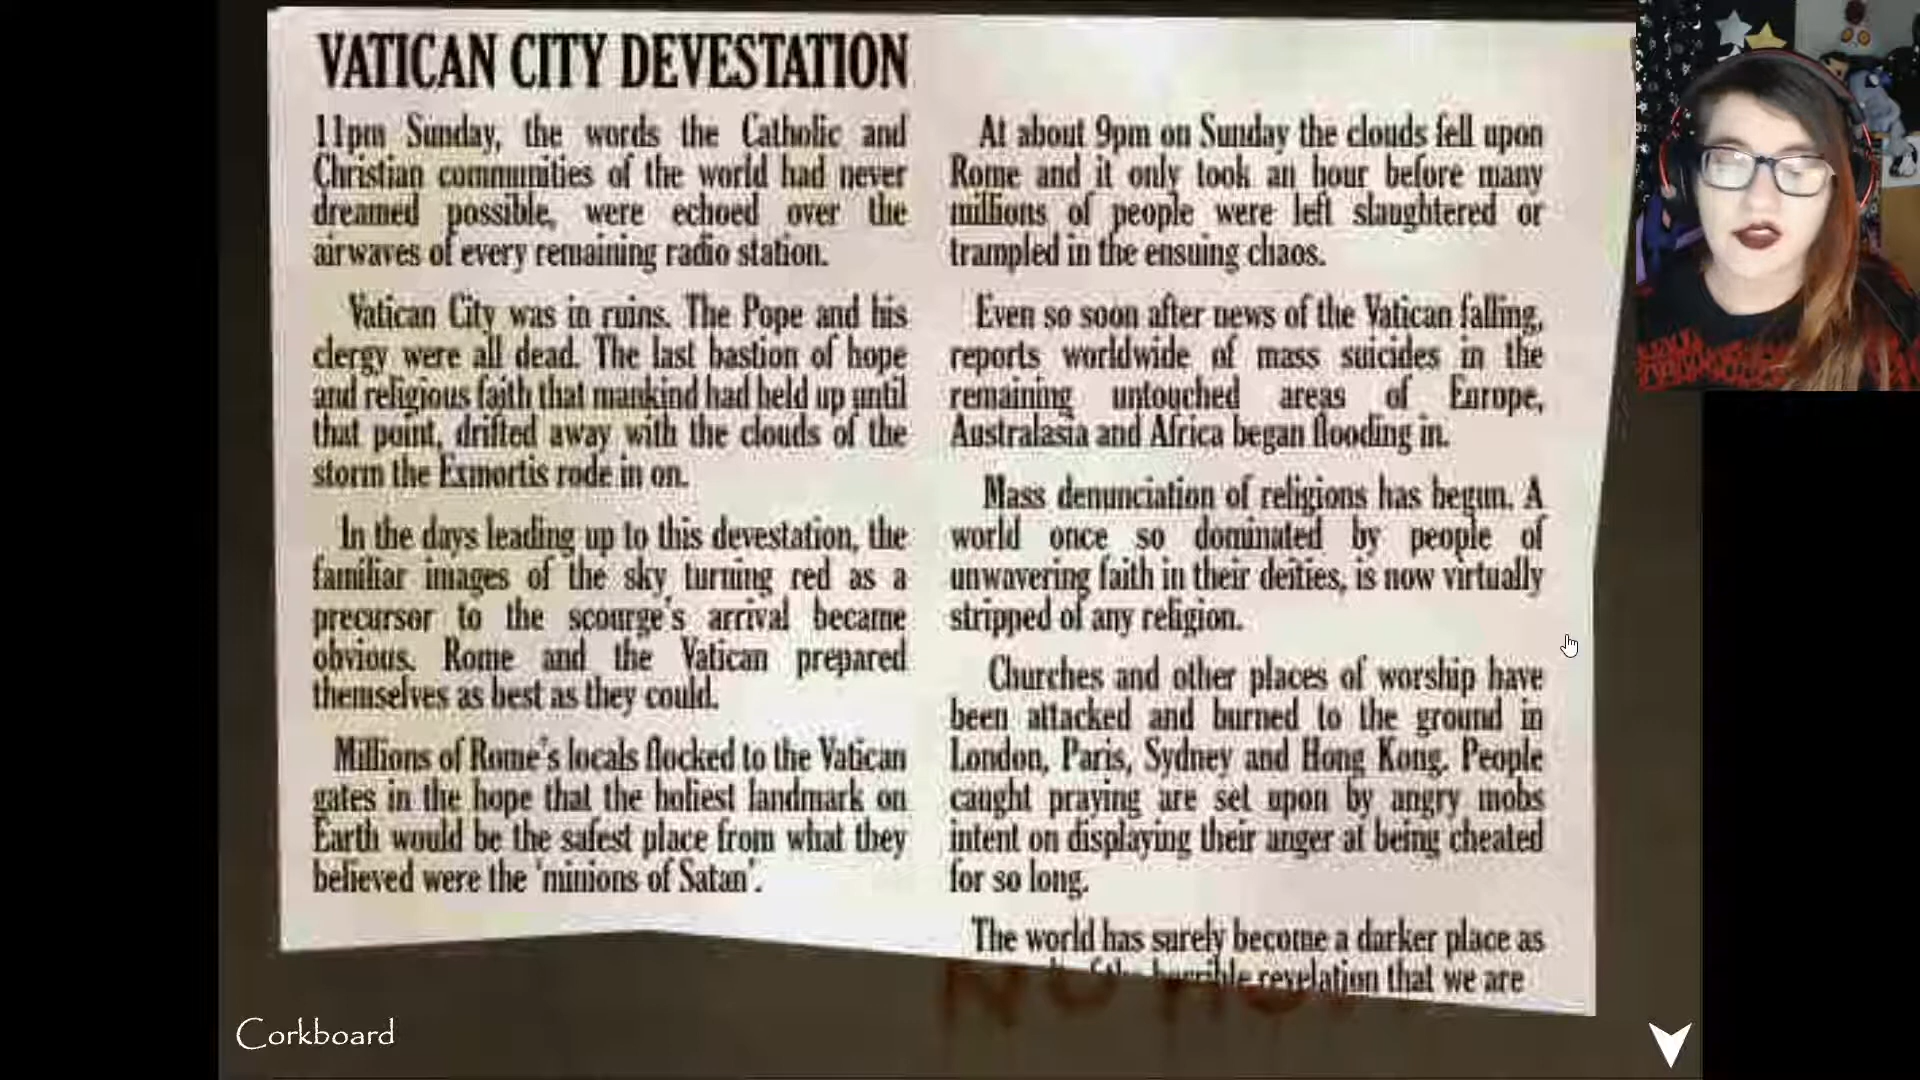 VATICAN CITY DEVESTATION
11pm Sunday, the words the Catholic and
Christian communities of the world had never
dreamed possible, were echoed over the
airwaves of every remaining radio station.
Vatican City was in ruins. The Pope and his
clergy were all dead. The last bastion of hope
and religious faith that mankind had held up until
that point, drifted away with the clouds of the
storm the Exmortis rode in on.
In the days leading up to this devestation, the
familiar images of the sky turning red as a
precursor to the scourge's arrival became
obvious. Rome and the Vatican prepared
themselves as best as they could.
Millions of Rome's locals flocked to the Vatican
gates in the hope that the holiest landmark on
Earth would be the safest place from what they
believed were the 'minions of Satan'.
At about 9pm on Sunday the clouds fell upon
Rome and it only took an hour before many
millions of people were left slaughtered or
trampled in the ensuing chaos.
Even so soon after news of the Vatican falling,
reports worldwide of mass suicides in the
remaining untouched areas of Europe,
Australasia and Africa began flooding in.
Mass denunciation of religions has begun. A
world once so dominated by people of
unwavering faith in their deities, is now virtually
stripped of any religion.
Churches and other places of worship have
been attacked and burned to the ground in
London, Paris, Sydney and Hong Kong. People
caught praying are set upon by angry mobs
intent on displaying their anger at being cheated
for so long.
The world has surely become a darker place as
of the horrible revelation that we are
NO
Corkboard